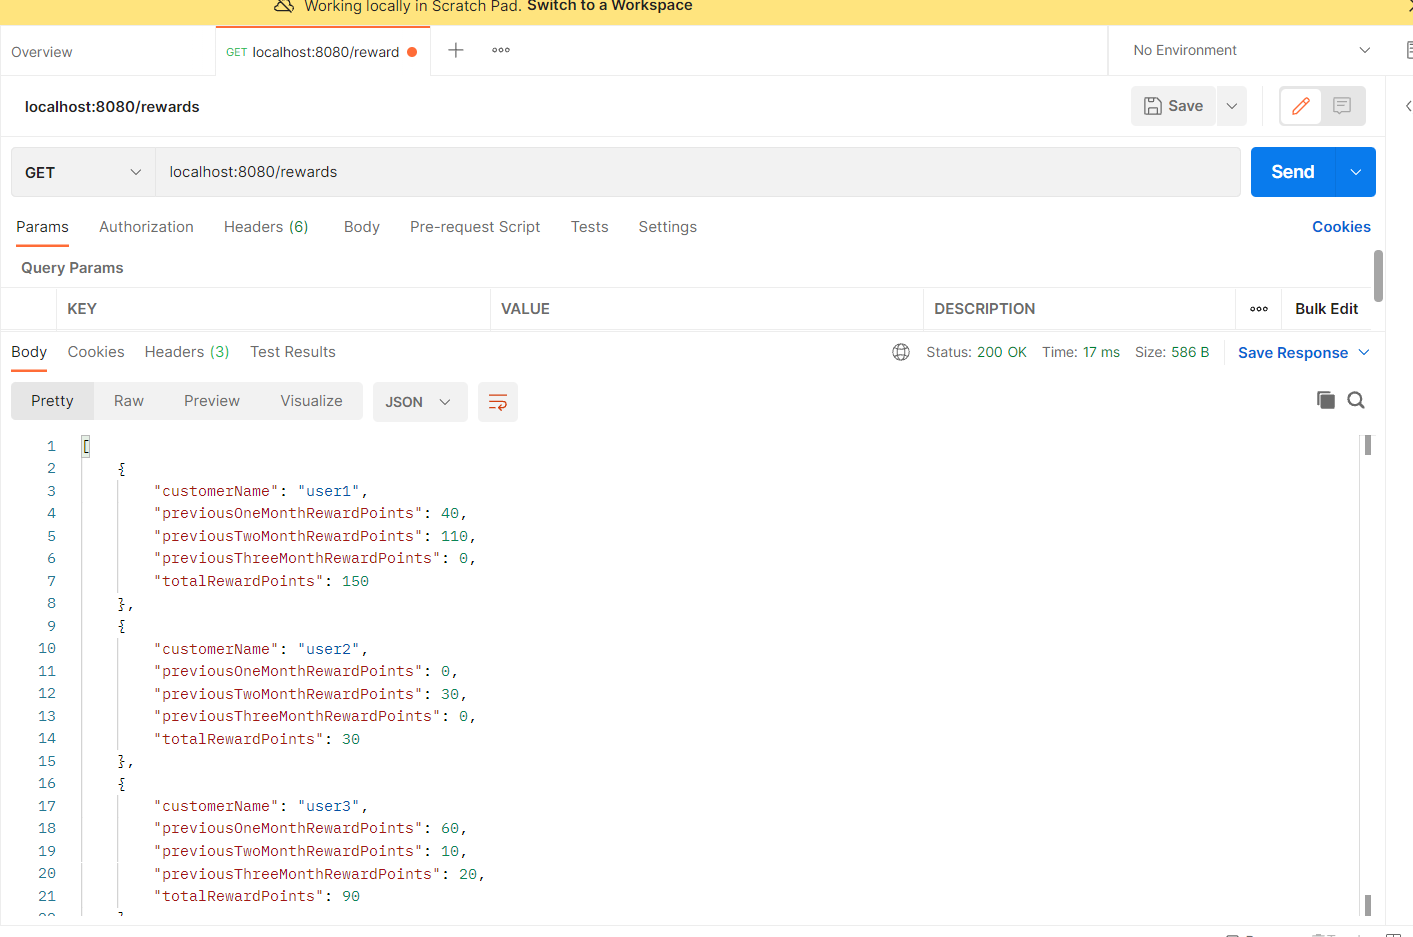 Working locally in Scratch Pad. Switch to a Workspace
Overview
GET localhost:8080/reward
No Environment
localhost:8080/rewards
Save
GET localhost:8080/rewards
Send
Params Authorization Headers (6) Body Pre-request Script Tests Settings Cookies
Query Params
KEY VALUE DESCRIPTION Bulk Edit
Body Cookies Headers (3) Test Results Status: 200 OK Time: 17 ms Size: 586 B Save Response
Pretty Raw Preview Visualize JSON
1 [
2 {
3 "customerName": "user1",
4 "previousOneMonthRewardPoints": 40,
5 "previousTwoMonthRewardPoints": 110,
6 "previousThreeMonthRewardPoints": 0,
7 "totalRewardPoints": 150
8 },
9 {
10 "customerName": "user2",
11 "previousOneMonthRewardPoints": 0,
12 "previousTwoMonthRewardPoints": 30,
13 "previousThreeMonthRewardPoints": 0,
14 "totalRewardPoints": 30
15 },
16 {
17 "customerName": "user3",
18 "previousOneMonthRewardPoints": 60,
19 "previousTwoMonthRewardPoints": 10,
20 "previousThreeMonthRewardPoints": 20,
21 "totalRewardPoints": 90